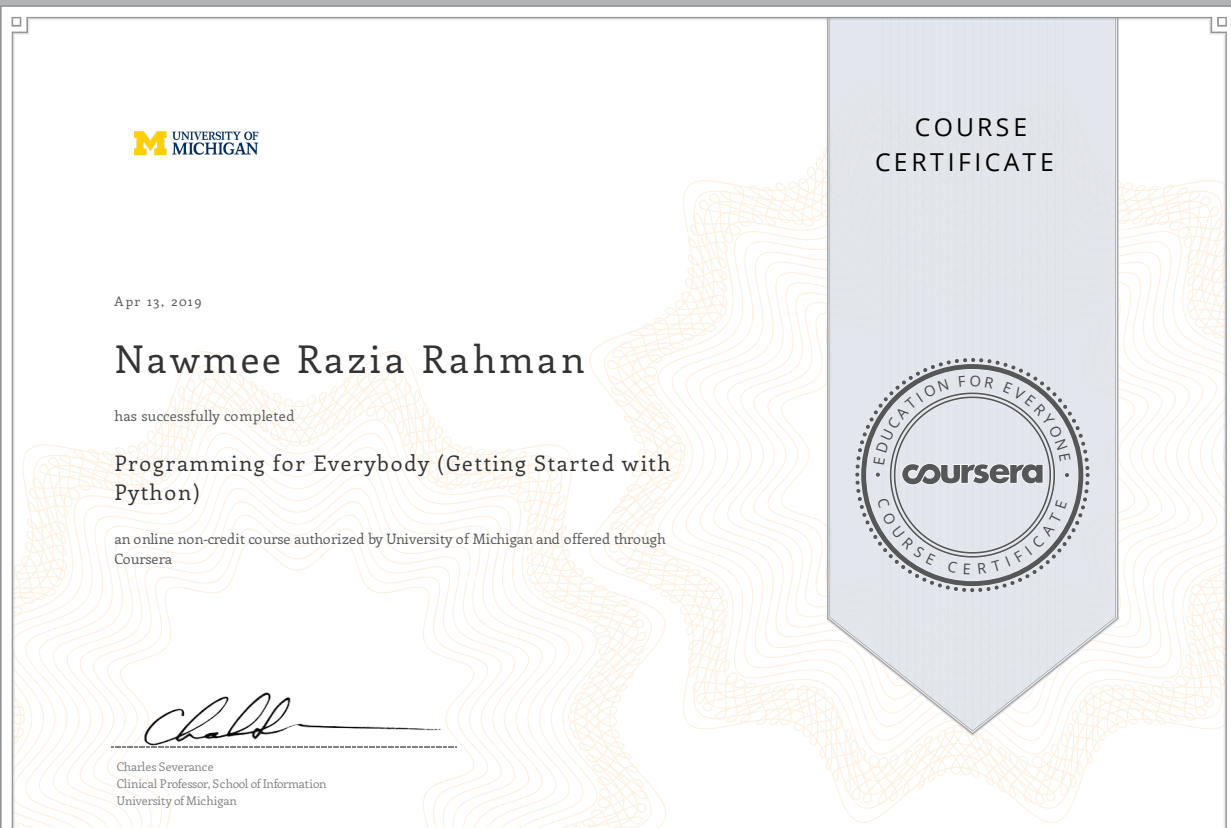 UNIVERSITY OF
MICHIGAN
COURSE
CERTIFICATE
Apr 13, 2019
Nawmee Razia Rahman
has successfully completed
Programming for Everybody (Getting Started with
Python)
an online non-credit course authorized by University of Michigan and offered through
Coursera
EDUCATION FOR EVERYONE
coursera
COURSE CERTIFICATE
Charles Severance
Clinical Professor, School of Information
University of Michigan